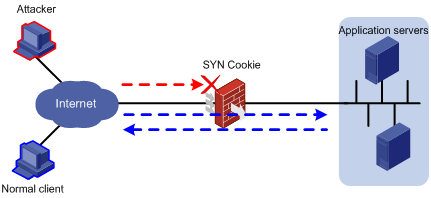 Attacker
Application servers
SYN Cookie
Internet
Normal client